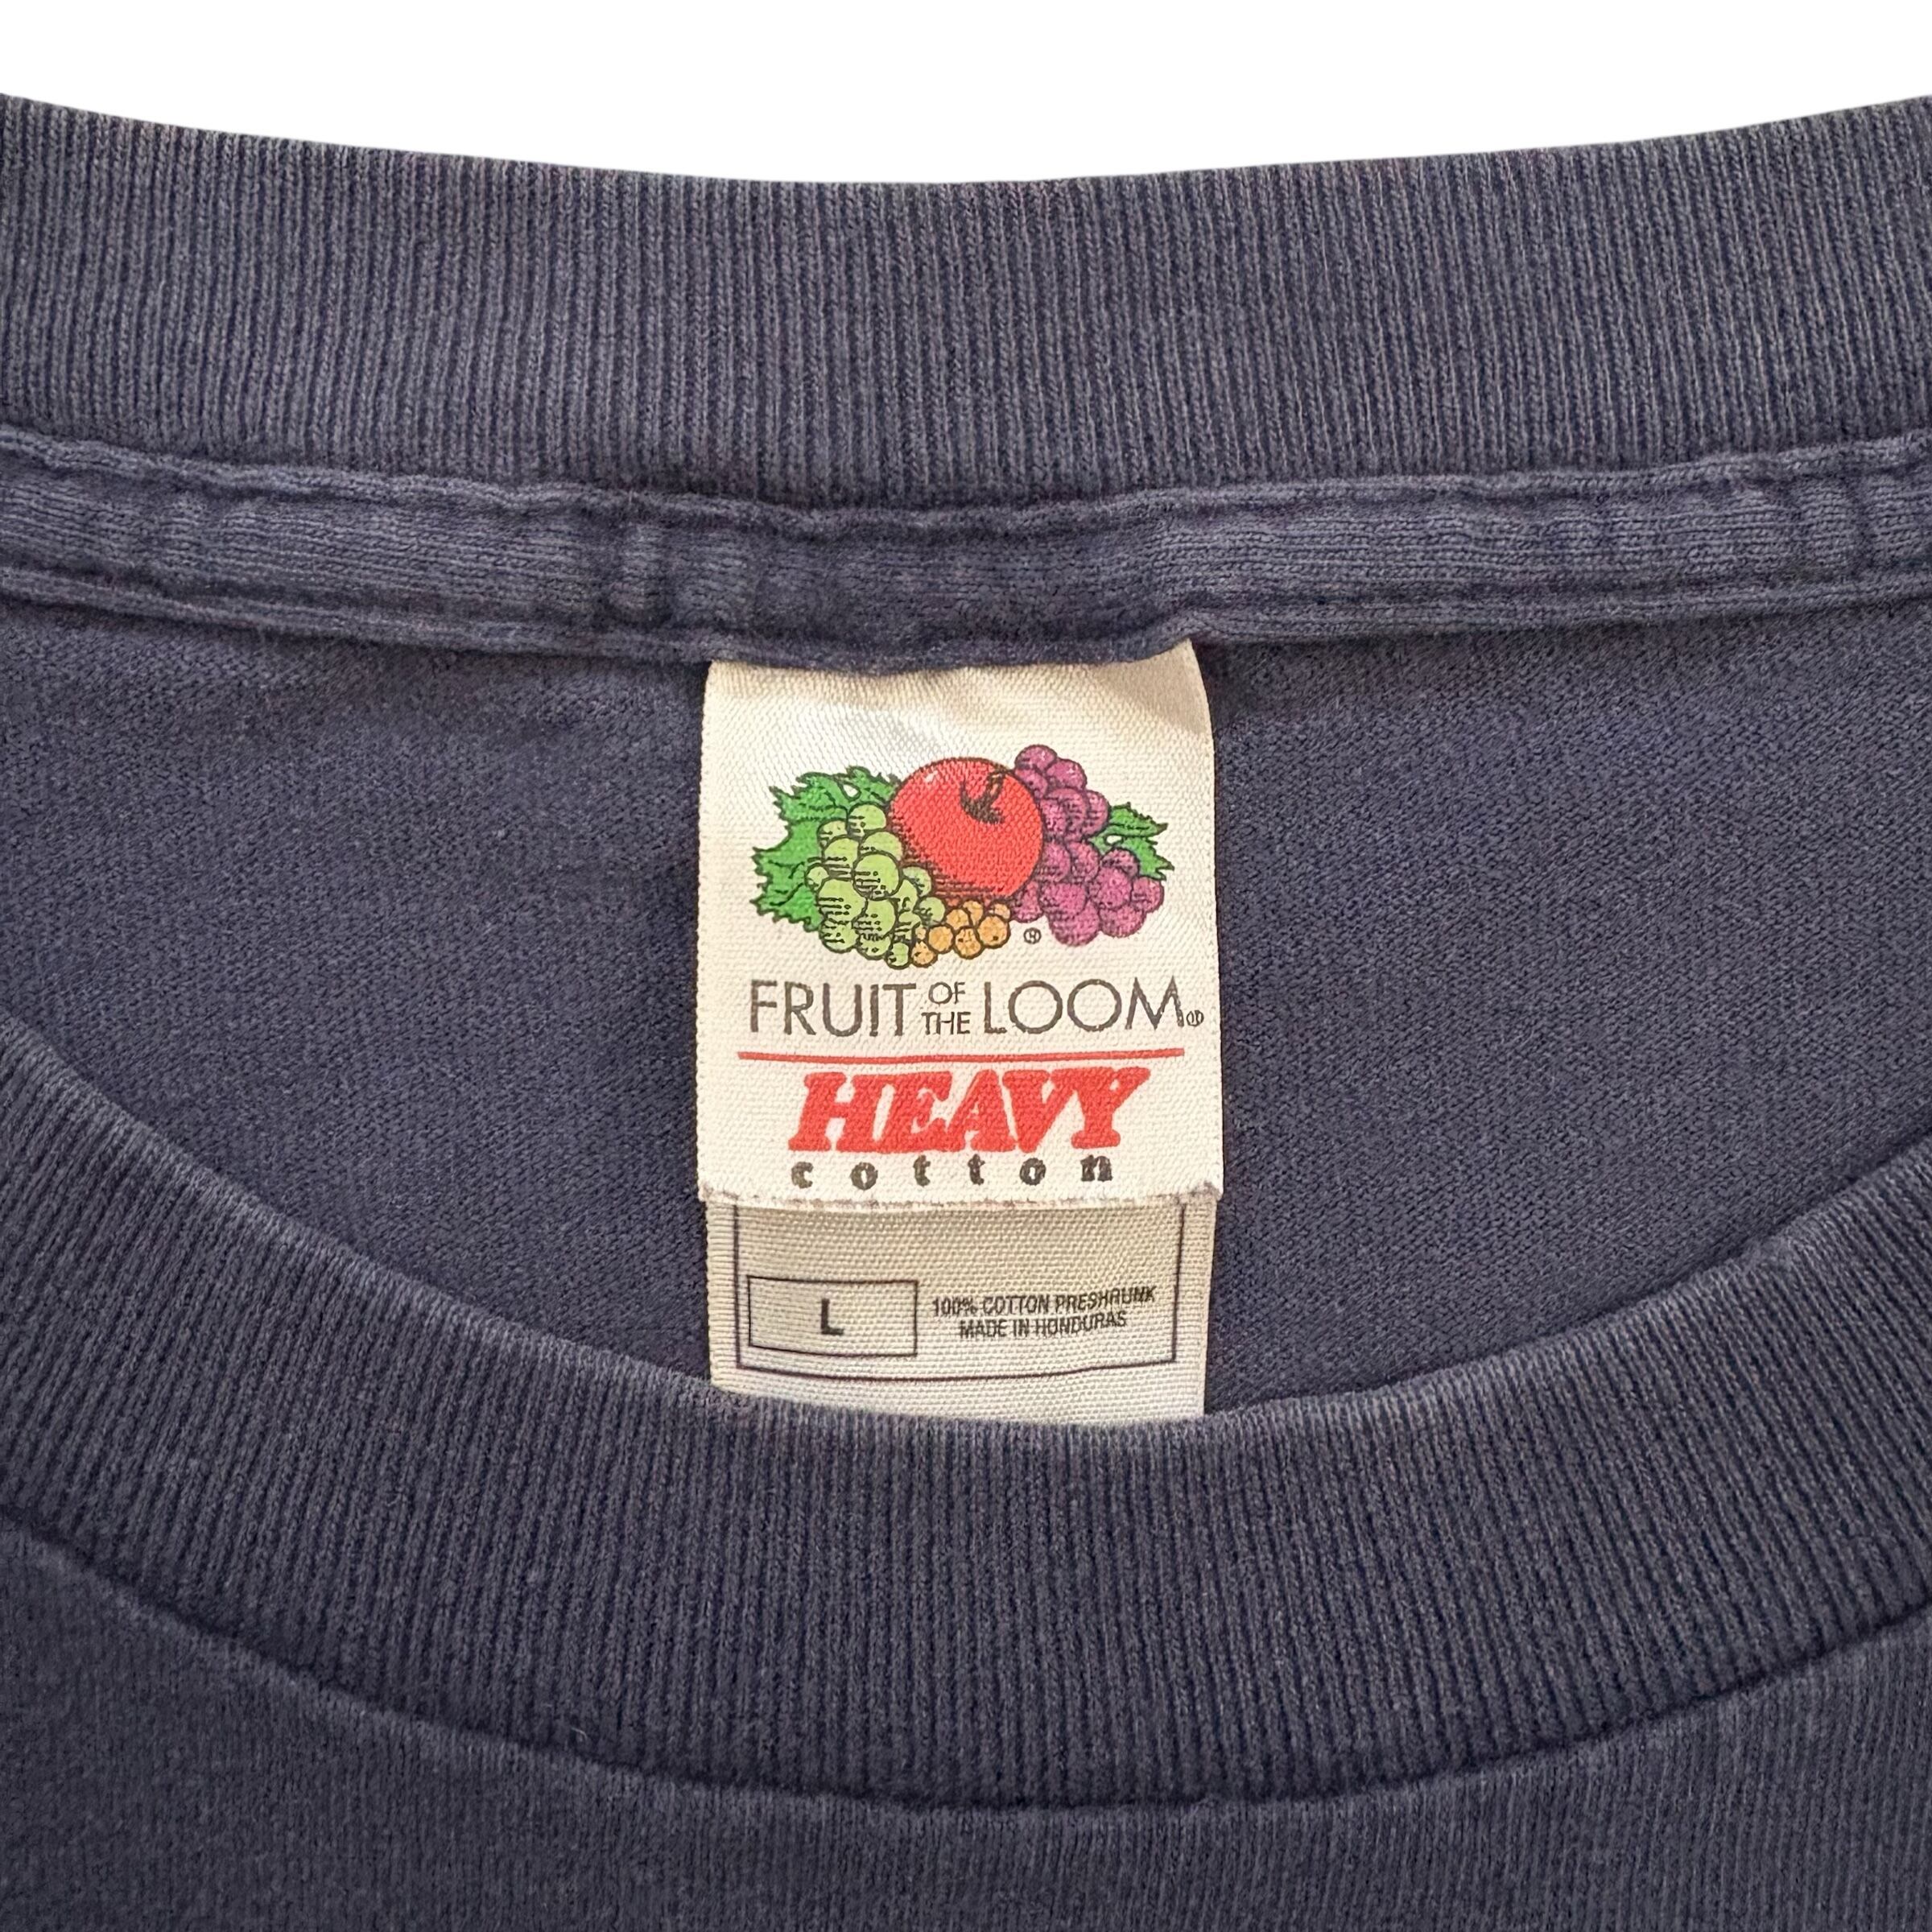 FRUIT OF THE LOOM®
HEAVY
cotton
L
100% COTTON PRESHRUNK
MADE IN HONDURAS